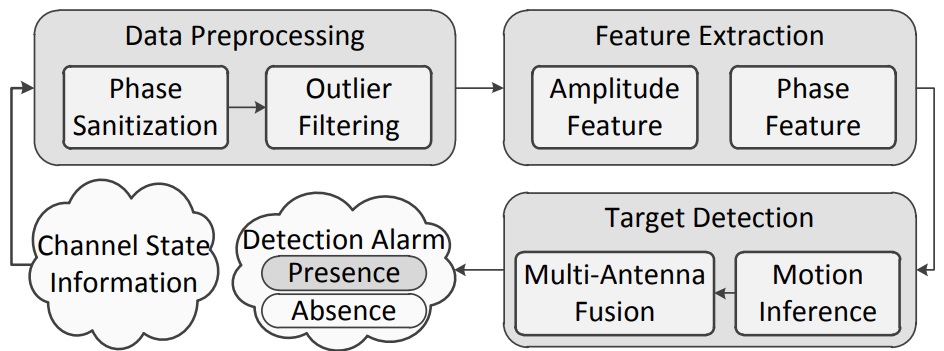 Data Preprocessing
Phase
Sanitization
Outlier
Filtering
Feature Extraction
Amplitude
Feature
Phase
Feature
Channel State
Information
Detection Alarm
Presence
Absence
Target Detection
Multi-Antenna
Fusion
Motion
Inference